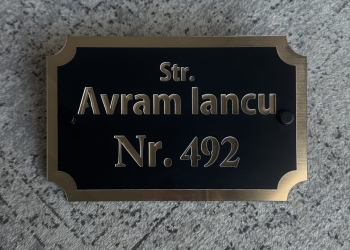 Str.
Avram Iancu
Nr. 492